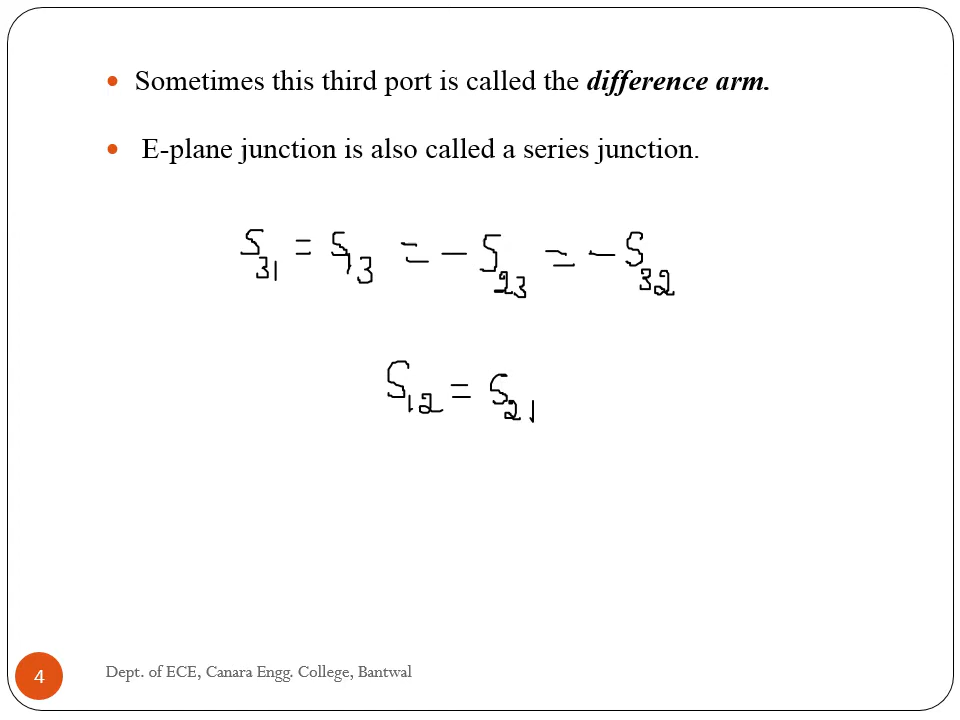 • Sometimes this third port is called the difference arm.
• E-plane junction is also called a series junction.
S₃₁ = S₁₃ = − S₂₃ = − S₃₂
S₁₂ = S₂₁
4 Dept. of ECE, Canara Engg. College, Bantwal